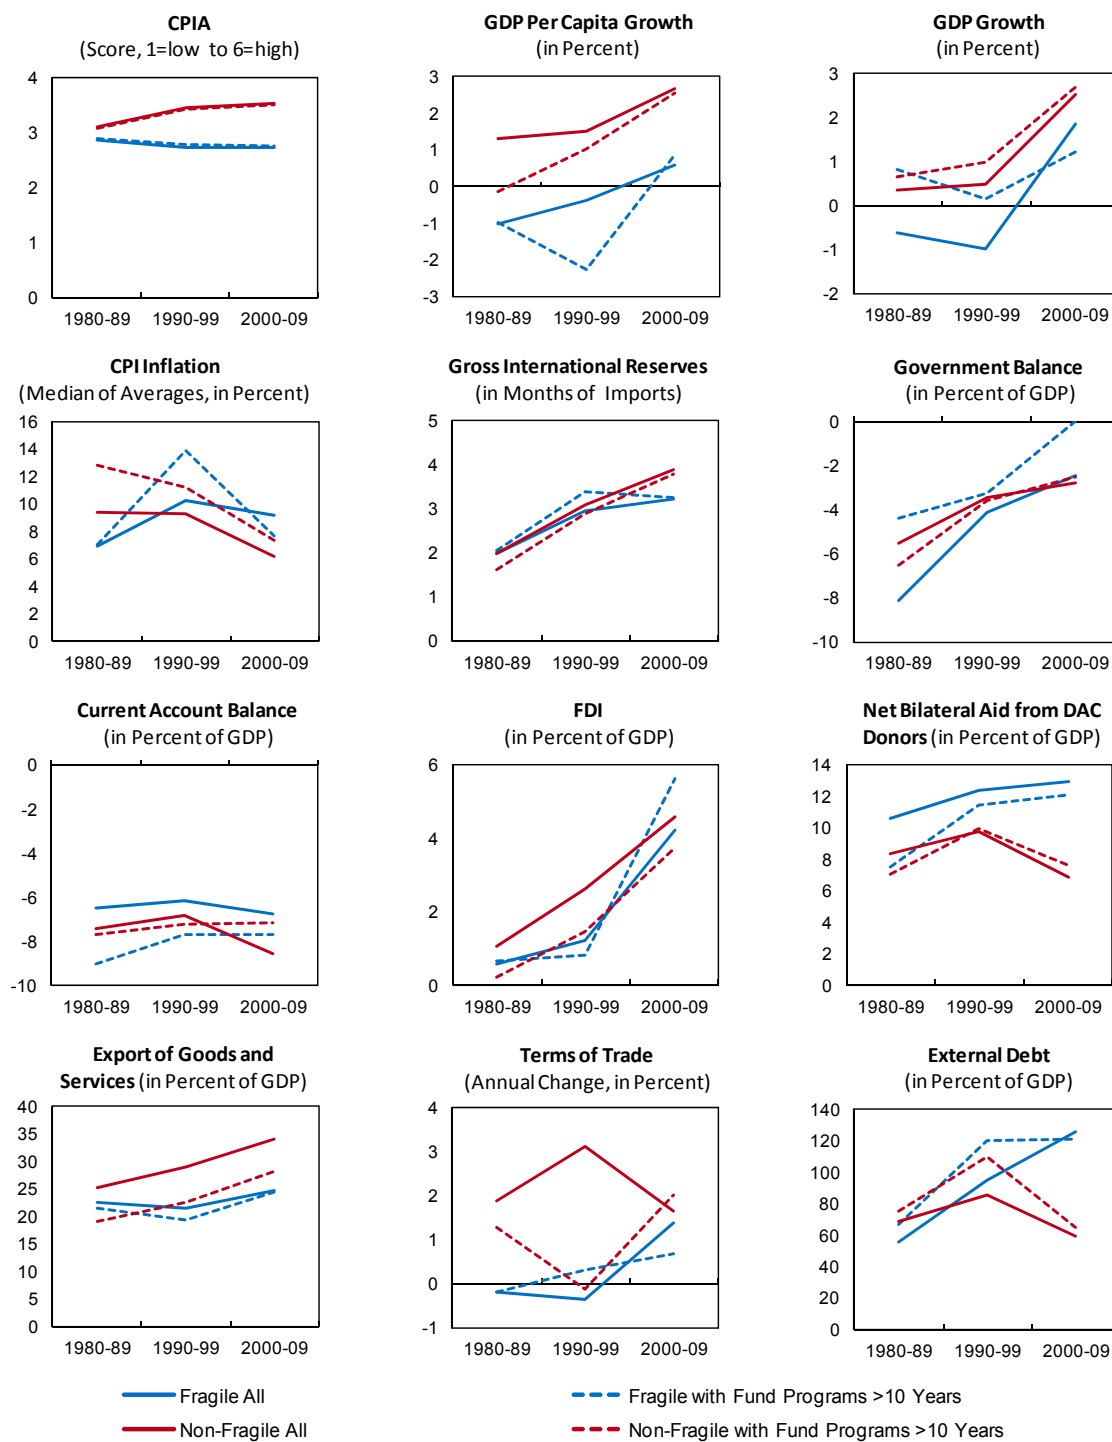 CPIA
(Score, 1=low to 6=high)
4
3
2
1
0
1980-89 1990-99 2000-09
GDP Per Capita Growth
(in Percent)
3
2
1
0
-1
-2
-3
1980-89 1990-99 2000-09
GDP Growth
(in Percent)
3
2
1
0
-1
-2
1980-89 1990-99 2000-09
CPI Inflation
(Median of Averages, in Percent)
16
14
12
10
8
6
4
2
0
1980-89 1990-99 2000-09
Gross International Reserves
(in Months of Imports)
5
4
3
2
1
0
1980-89 1990-99 2000-09
Government Balance
(in Percent of GDP)
0
-2
-4
-6
-8
-10
1980-89 1990-99 2000-09
Current Account Balance
(in Percent of GDP)
0
-2
-4
-6
-8
-10
1980-89 1990-99 2000-09
FDI
(in Percent of GDP)
6
4
2
0
1980-89 1990-99 2000-09
Net Bilateral Aid from DAC
Donors (in Percent of GDP)
14
12
10
8
6
4
2
0
1980-89 1990-99 2000-09
Export of Goods and
Services (in Percent of GDP)
40
35
30
25
20
15
10
5
0
1980-89 1990-99 2000-09
Terms of Trade
(Annual Change, in Percent)
4
3
2
1
0
-1
1980-89 1990-99 2000-09
External Debt
(in Percent of GDP)
140
120
100
80
60
40
20
0
1980-89 1990-99 2000-09
Fragile All
Fragile with Fund Programs >10 Years
Non-Fragile All
Non-Fragile with Fund Programs >10 Years